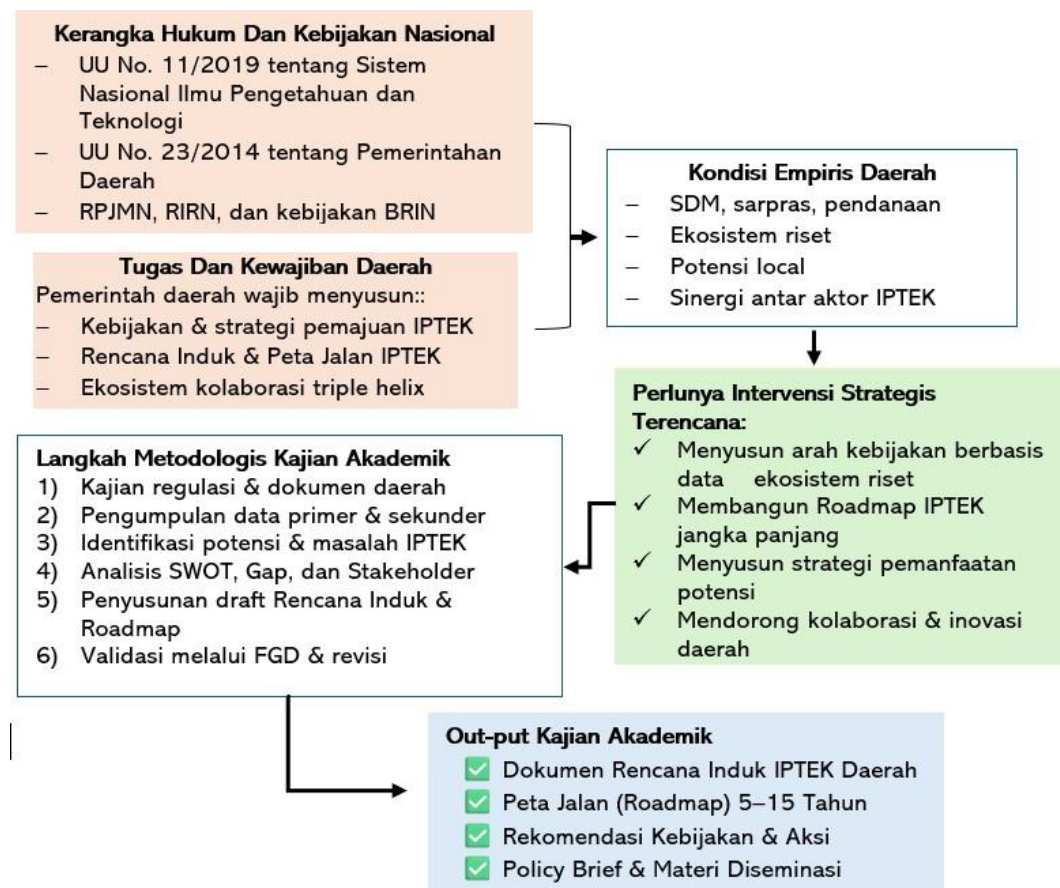 Kerangka Hukum Dan Kebijakan Nasional
– UU No. 11/2019 tentang Sistem
Nasional Ilmu Pengetahuan dan
Teknologi
– UU No. 23/2014 tentang Pemerintahan
Daerah
– RPJMN, RIRN, dan kebijakan BRIN
Tugas Dan Kewajiban Daerah
Pemerintah daerah wajib menyusun::
– Kebijakan & strategi pemajuan IPTEK
– Rencana Induk & Peta Jalan IPTEK
– Ekosistem kolaborasi triple helix
Kondisi Empiris Daerah
– SDM, sarpras, pendanaan
– Ekosistem riset
– Potensi local
– Sinergi antar aktor IPTEK
Perlunya Intervensi Strategis
Terencana:
✓ Menyusun arah kebijakan berbasis
data ekosistem riset
✓ Membangun Roadmap IPTEK
jangka panjang
✓ Menyusun strategi pemanfaatan
potensi
✓ Mendorong kolaborasi & inovasi
daerah
Langkah Metodologis Kajian Akademik
1) Kajian regulasi & dokumen daerah
2) Pengumpulan data primer & sekunder
3) Identifikasi potensi & masalah IPTEK
4) Analisis SWOT, Gap, dan Stakeholder
5) Penyusunan draft Rencana Induk &
Roadmap
6) Validasi melalui FGD & revisi
Out-put Kajian Akademik
✅ Dokumen Rencana Induk IPTEK Daerah
✅ Peta Jalan (Roadmap) 5–15 Tahun
✅ Rekomendasi Kebijakan & Aksi
✅ Policy Brief & Materi Diseminasi